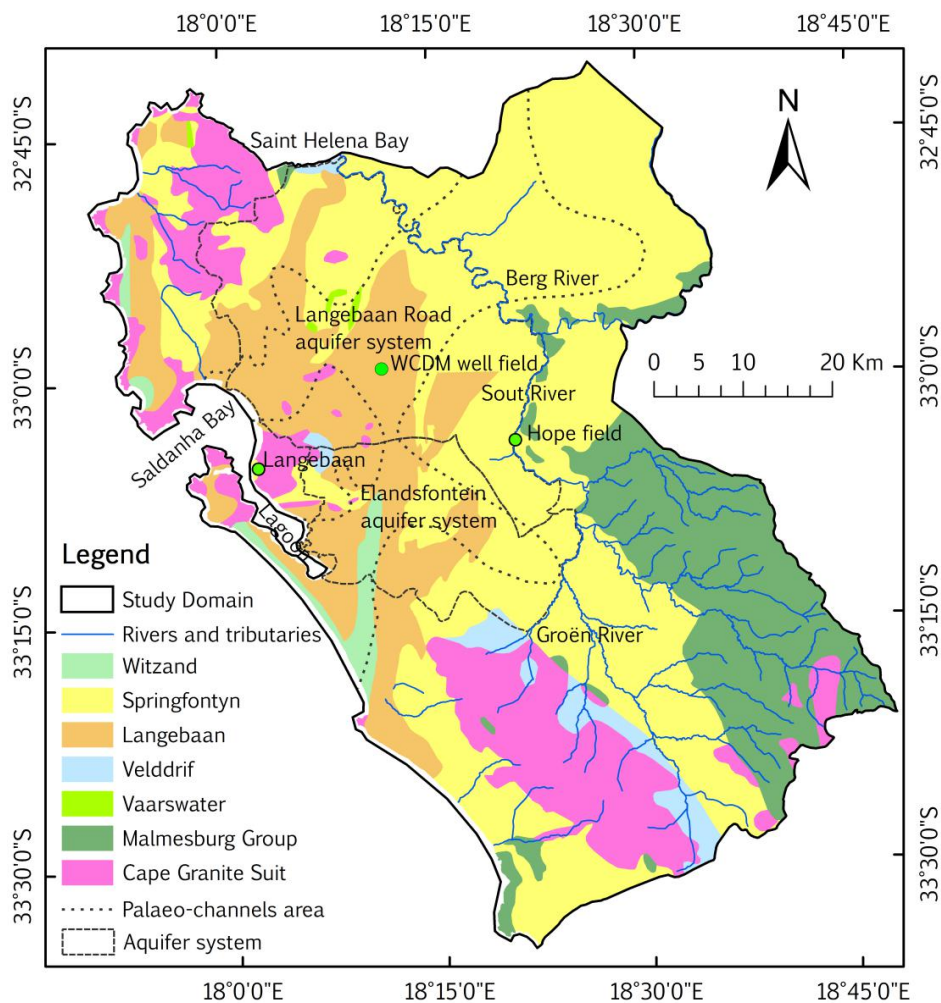 18°0'0"E
18°15'0"E
18°30'0"E
18°45'0"E
32°45'0"S
32°45'0"S
33°0'0"S
33°0'0"S
33°15'0"S
33°15'0"S
33°30'0"S
33°30'0"S
N
Saint Helena Bay
Berg River
Langebaan Road
aquifer system
WCDM well field
0 5 10 20 Km
Sout River
Hope field
Saldanha Bay
Langebaan
Elandsfontein
aquifer system
Lagoon
Groën River
Legend
Study Domain
Rivers and tributaries
Witzand
Springfontyn
Langebaan
Velddrif
Vaarswater
Malmesburg Group
Cape Granite Suit
Palaeo-channels area
Aquifer system
18°0'0"E
18°15'0"E
18°30'0"E
18°45'0"E